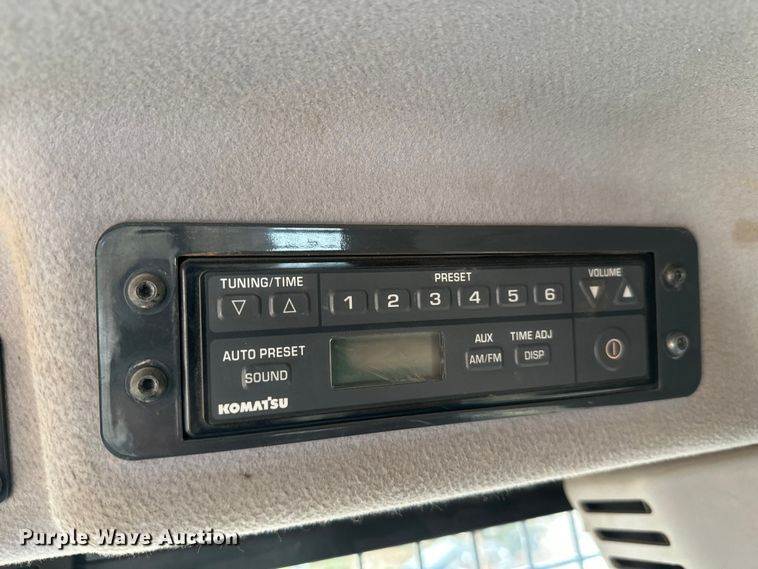 TUNING/TIME
PRESET
VOLUME
1 2 3 4 5 6
AUTO PRESET
SOUND
AUX
TIME ADJ
AM/FM
DISP
KOMATSU
Purple Wave Auction